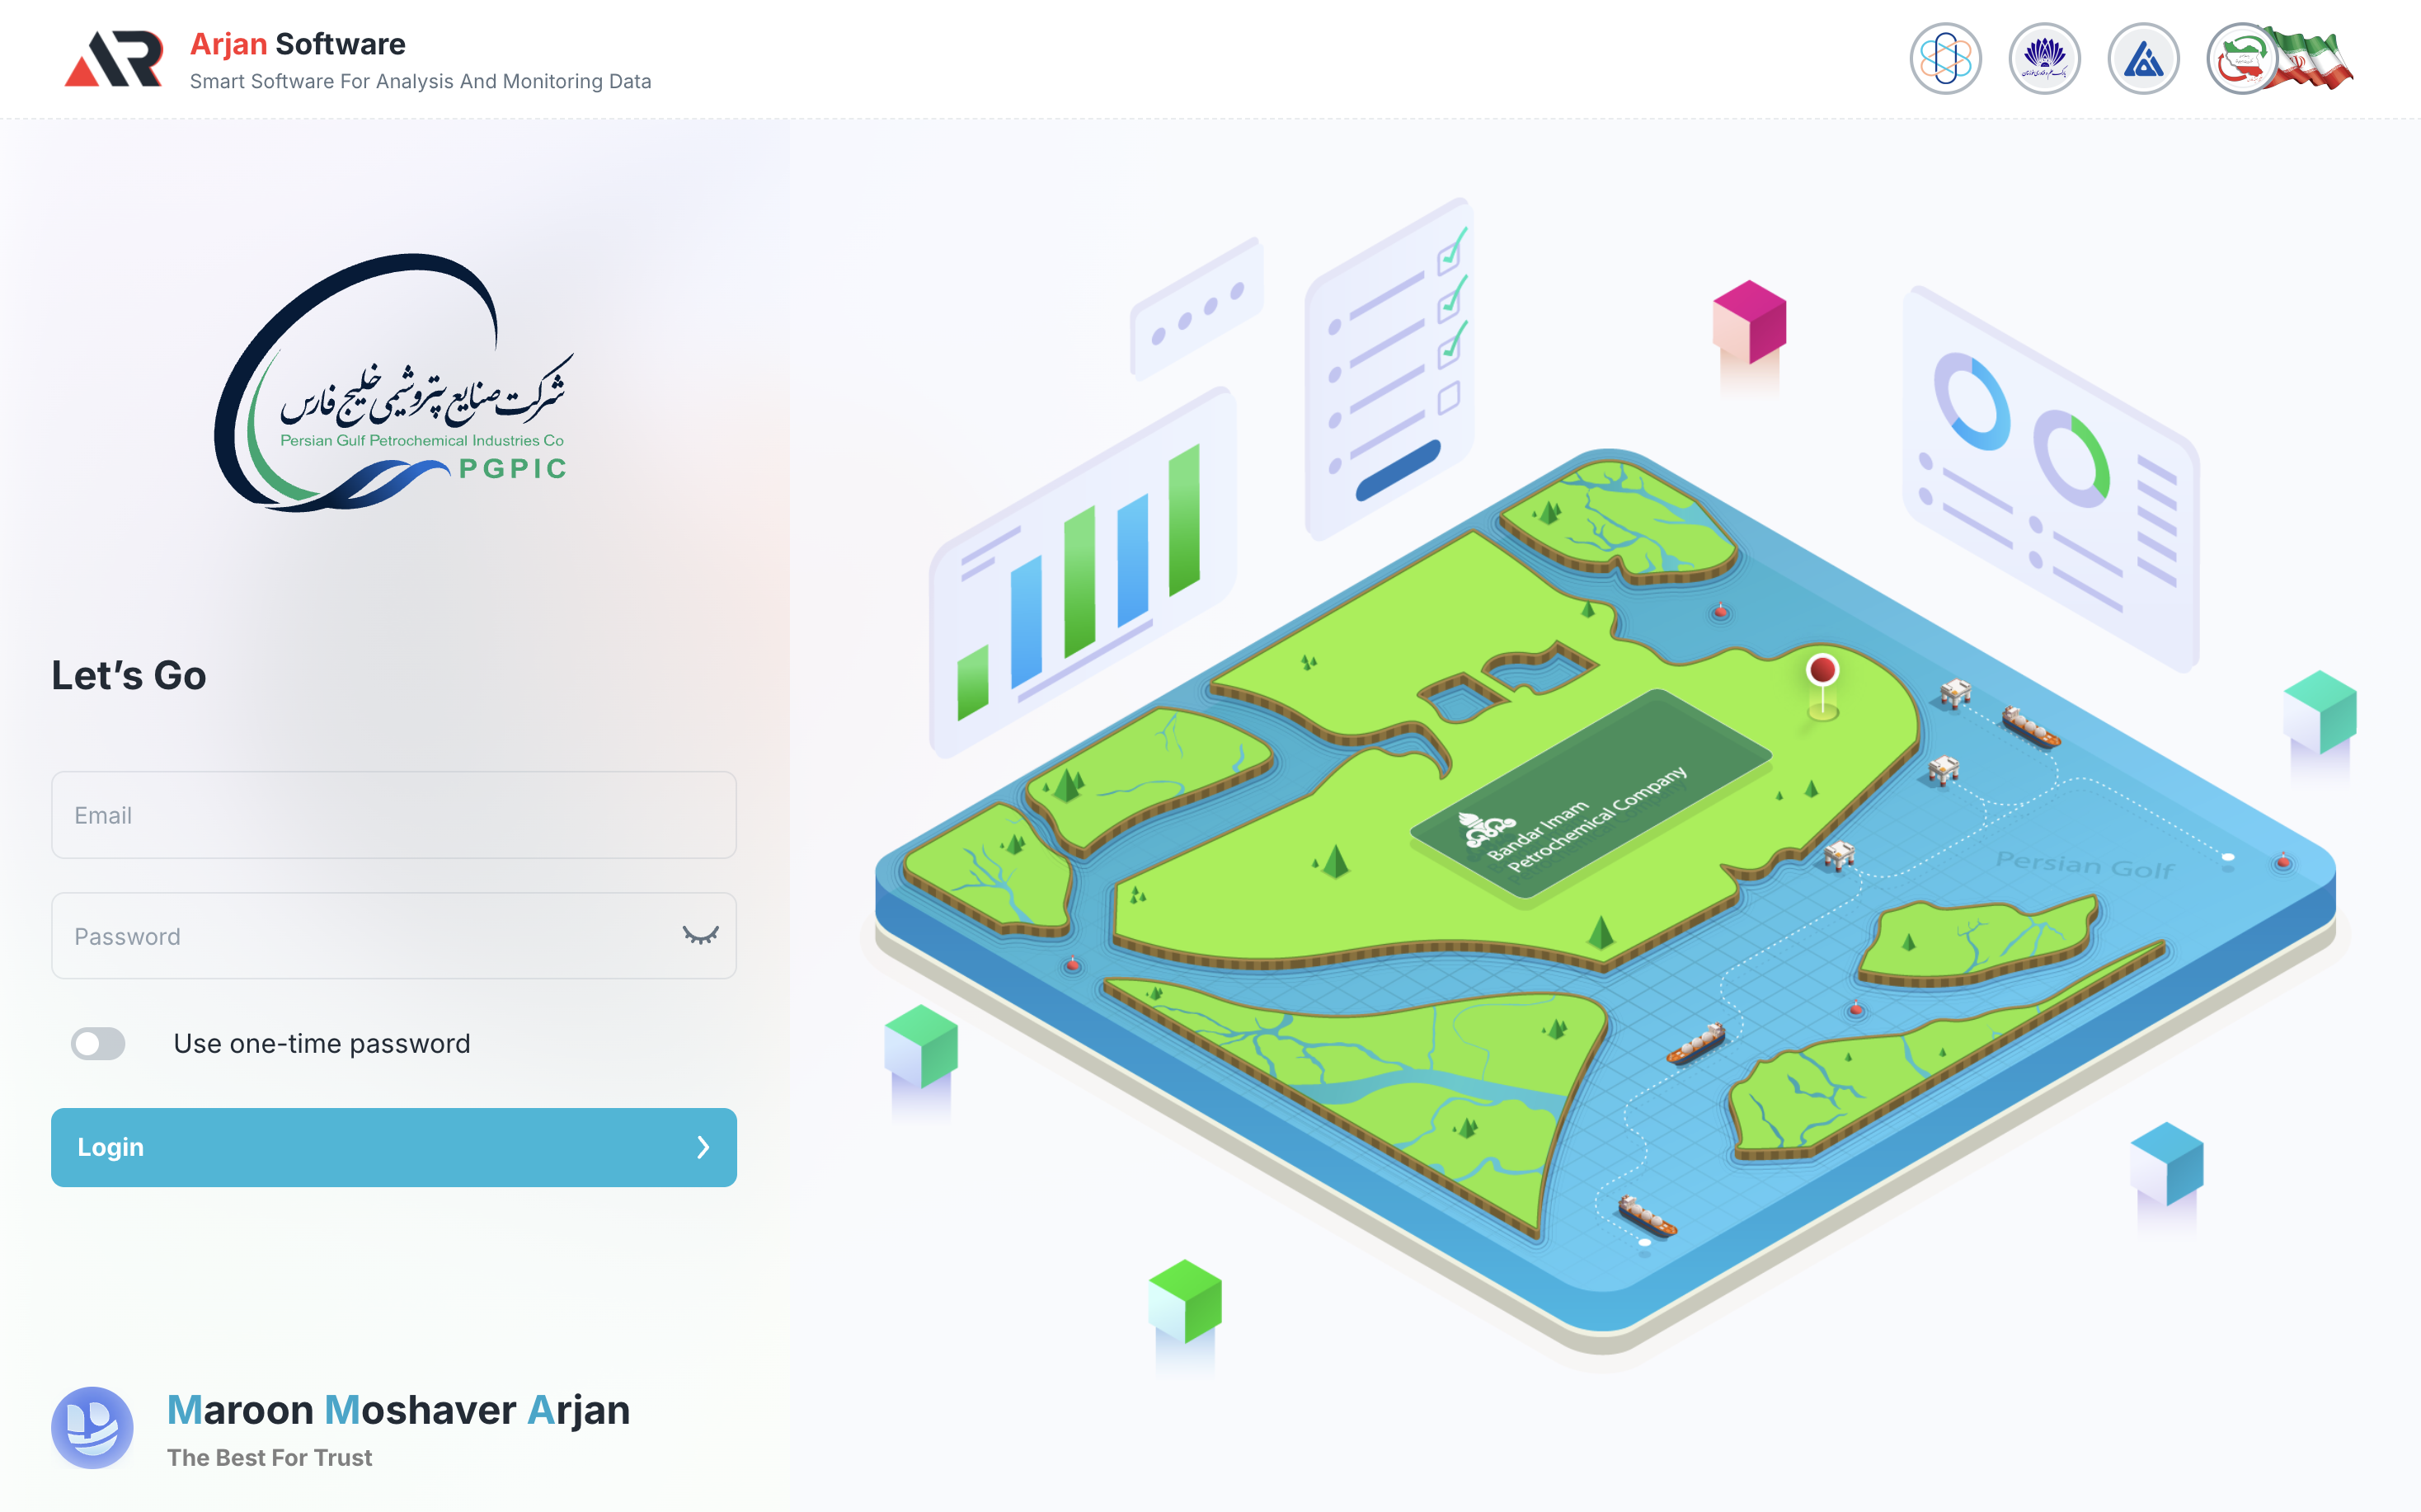 Arjan Software
Smart Software For Analysis And Monitoring Data
شرکت صنایع پتروشیمی خلیج فارس
Persian Gulf Petrochemical Industries Co
PGPIC
Let’s Go
Email
Password
Use one-time password
Login
Maroon Moshaver Arjan
The Best For Trust
Bandar Imam
Petrochemical Company
Persian Golf